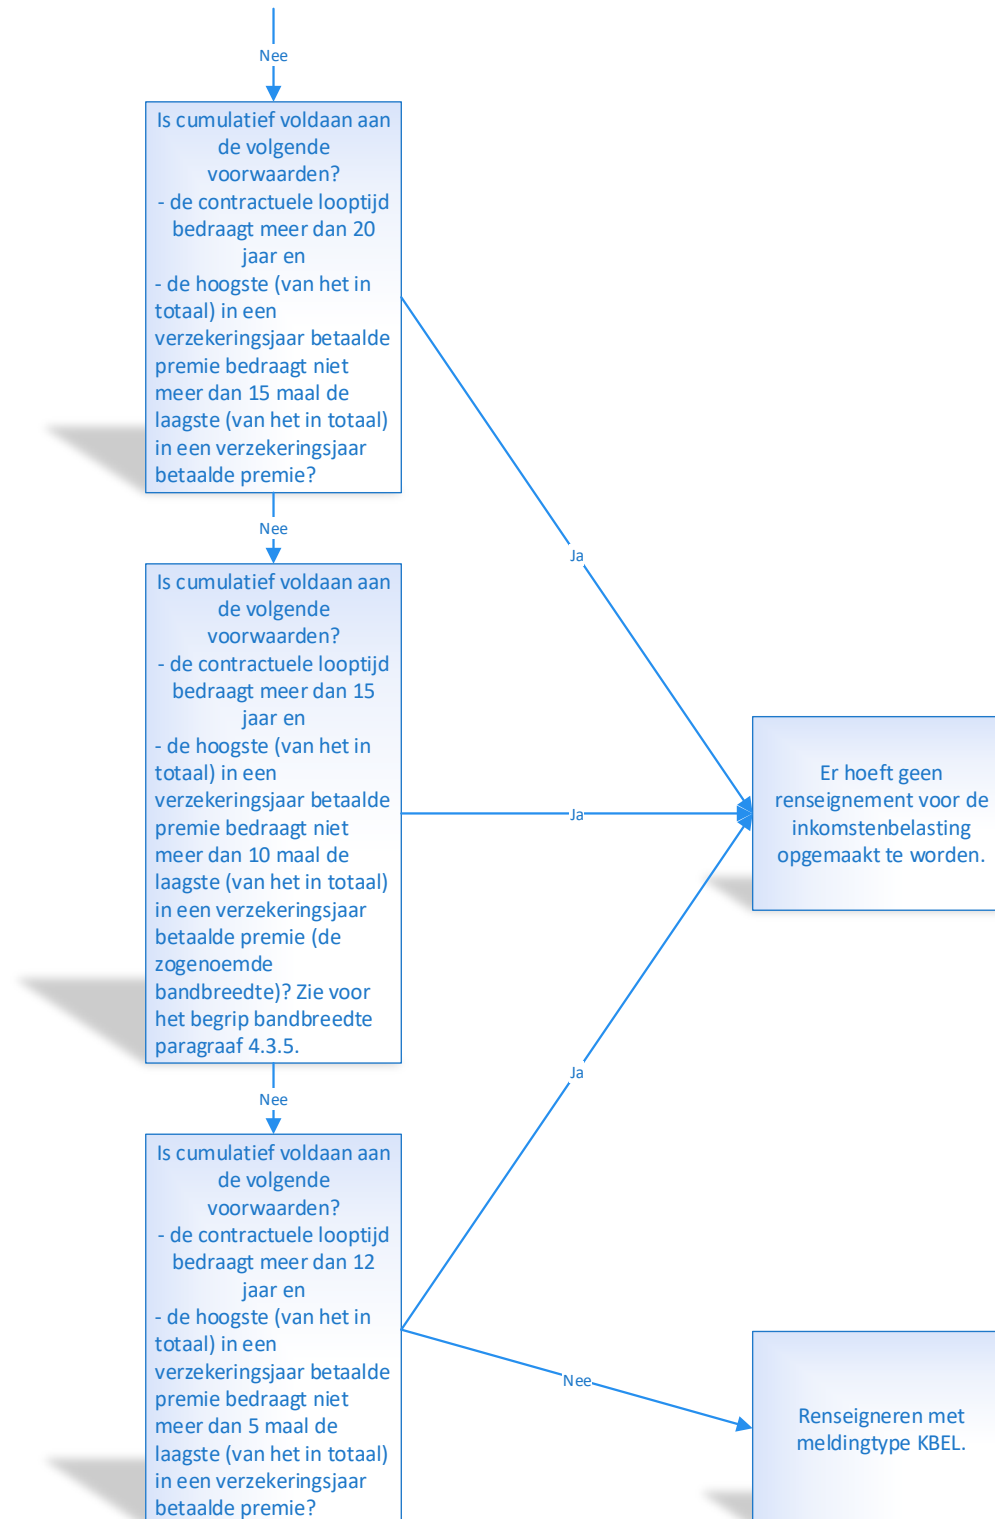 Nee
Is cumulatief voldaan aan
de volgende
voorwaarden?
- de contractuele looptijd
bedraagt meer dan 20
jaar en
- de hoogste (van het in
totaal) in een
verzekeringsjaar betaalde
premie bedraagt niet
meer dan 15 maal de
laagste (van het in totaal)
in een verzekeringsjaar
betaalde premie?
Nee
Ja
Is cumulatief voldaan aan
de volgende
voorwaarden?
- de contractuele looptijd
bedraagt meer dan 15
jaar en
- de hoogste (van het in
totaal) in een
verzekeringsjaar betaalde
premie bedraagt niet
meer dan 10 maal de
laagste (van het in totaal)
in een verzekeringsjaar
betaalde premie (de
zogenoemde
bandbreedte)? Zie voor
het begrip bandbreedte
paragraaf 4.3.5.
Ja
Er hoeft geen
renseignement voor de
inkomstenbelasting
opgemaakt te worden.
Nee
Ja
Is cumulatief voldaan aan
de volgende
voorwaarden?
- de contractuele looptijd
bedraagt meer dan 12
jaar en
- de hoogste (van het in
totaal) in een
verzekeringsjaar betaalde
premie bedraagt niet
meer dan 5 maal de
laagste (van het in totaal)
in een verzekeringsjaar
betaalde premie?
Nee
Renseigneren met
meldingtype KBEL.